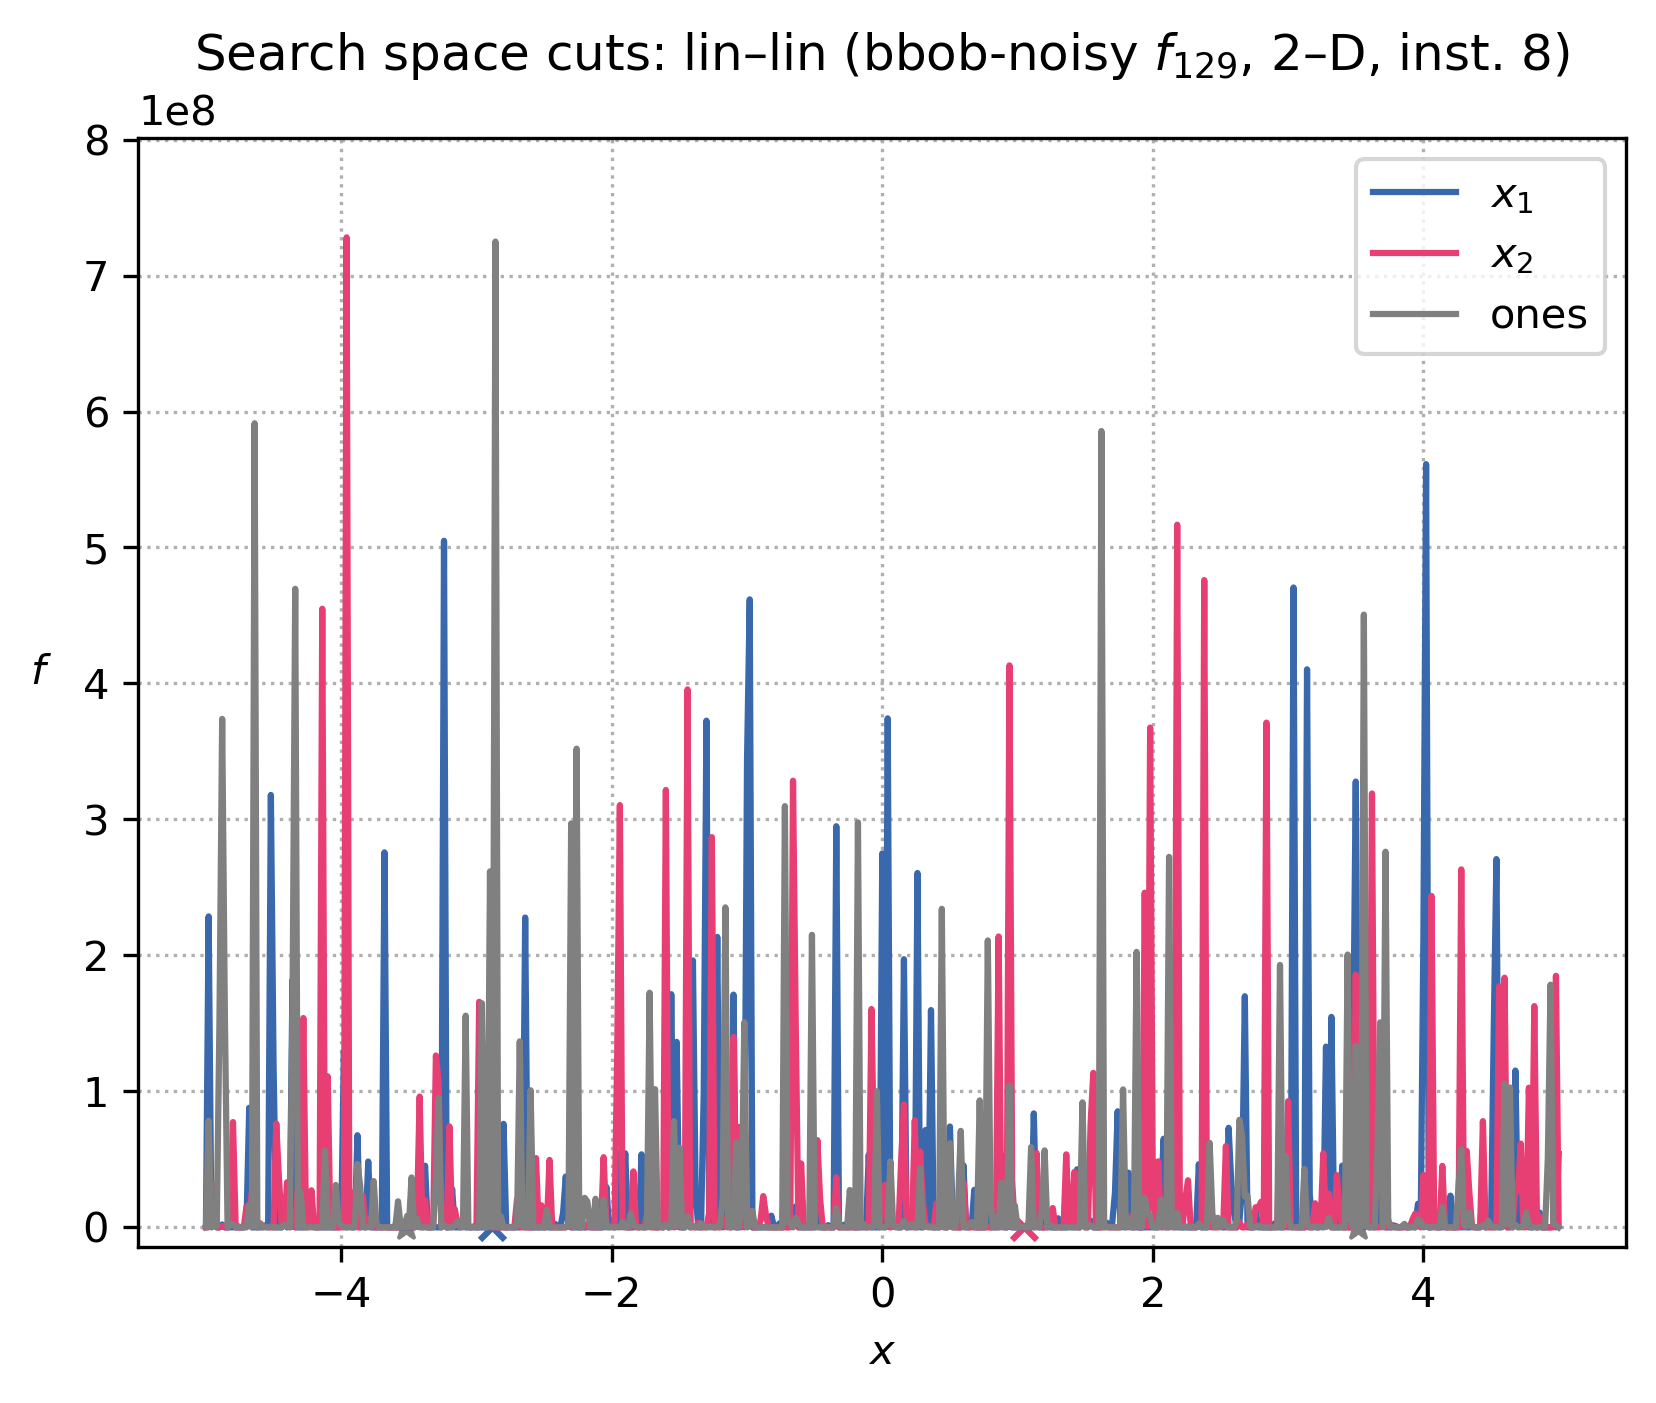 Search space cuts: lin–lin (bbob-noisy f129, 2–D, inst. 8)
1e8
8
7
6
5
4
3
2
1
0
f
x1
x2
ones
−4
−2
0
2
4
x